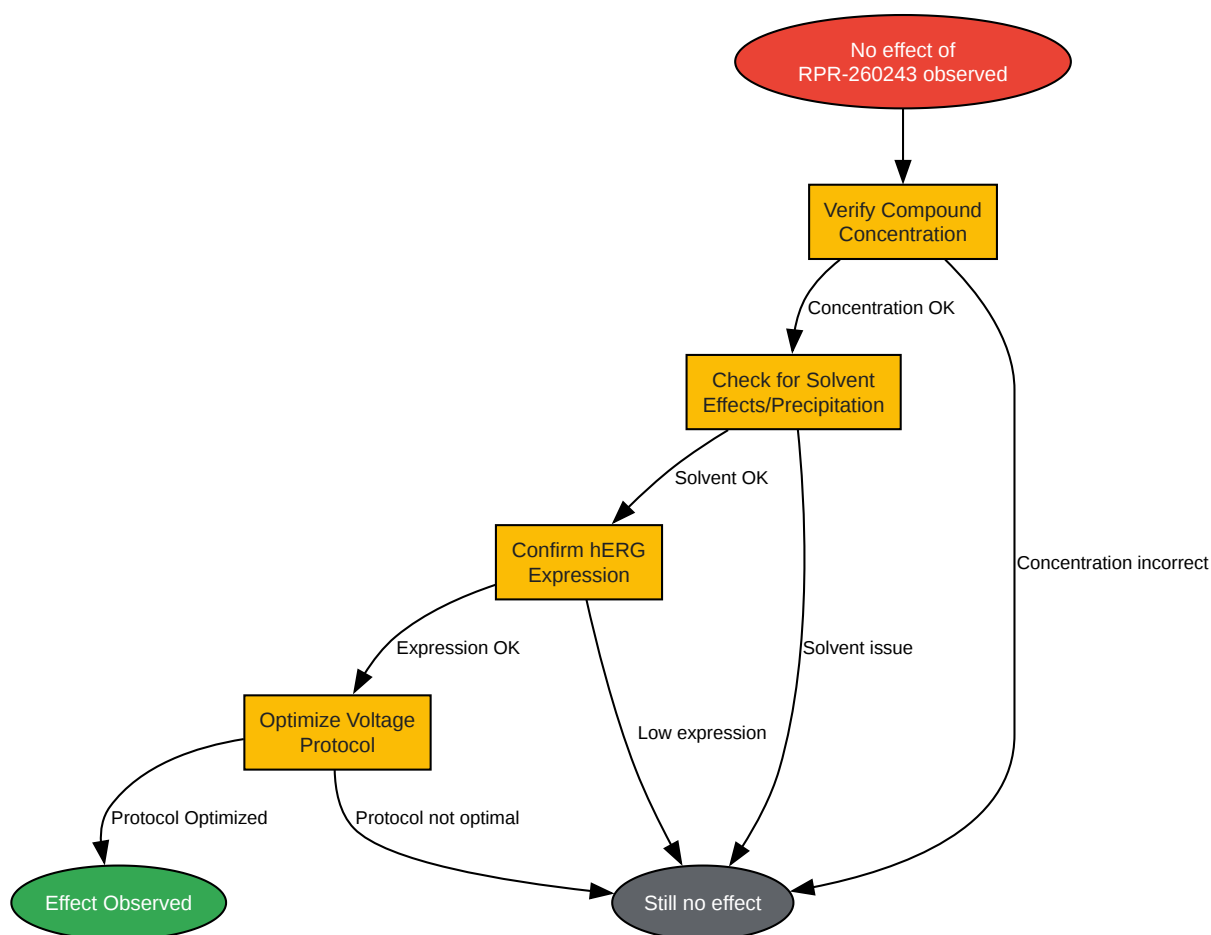 No effect of
RPR-260243 observed
Verify Compound
Concentration
Concentration OK
Check for Solvent
Effects/Precipitation
Solvent OK
Confirm hERG
Expression
Concentration incorrect
Expression OK
Solvent issue
Optimize Voltage
Protocol
Low expression
Protocol Optimized
Protocol not optimal
Effect Observed
Still no effect